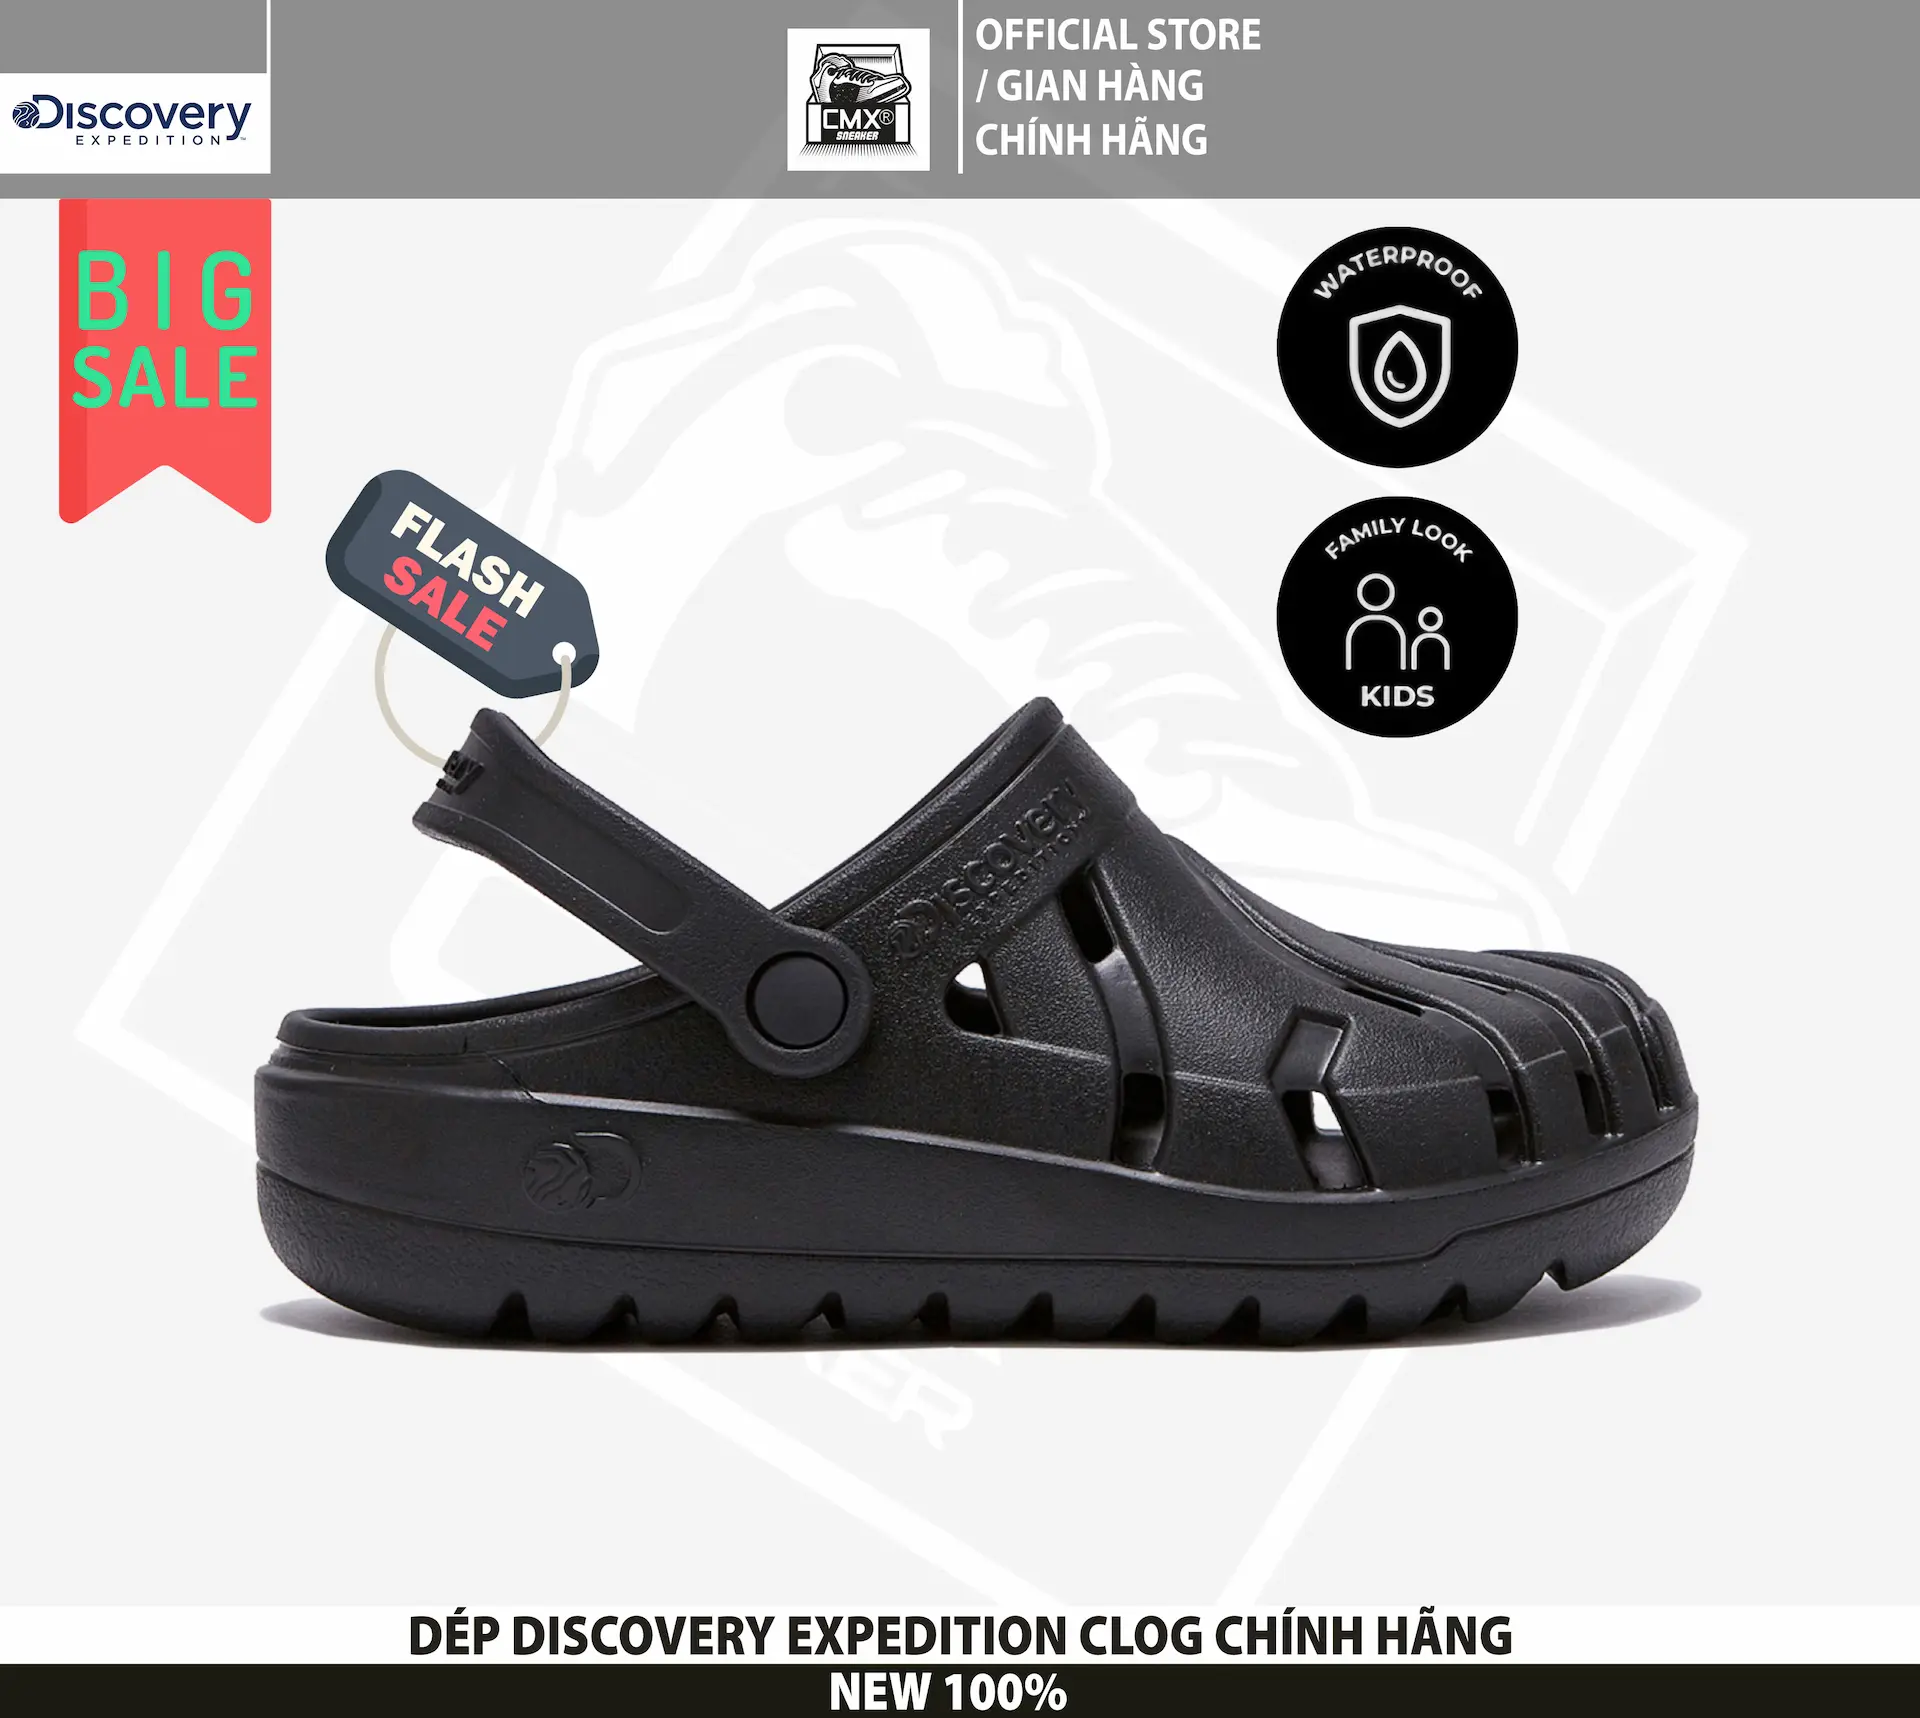 Discovery
EXPEDITION™
CMX®
SNEAKER
OFFICIAL STORE
/ GIAN HÀNG
CHÍNH HÃNG
BIG
SALE
WATERPROOF
FLASH
SALE
FAMILY LOOK
KIDS
Discovery
EXPEDITION
DÉP DISCOVERY EXPEDITION CLOG CHÍNH HÃNG
NEW 100%